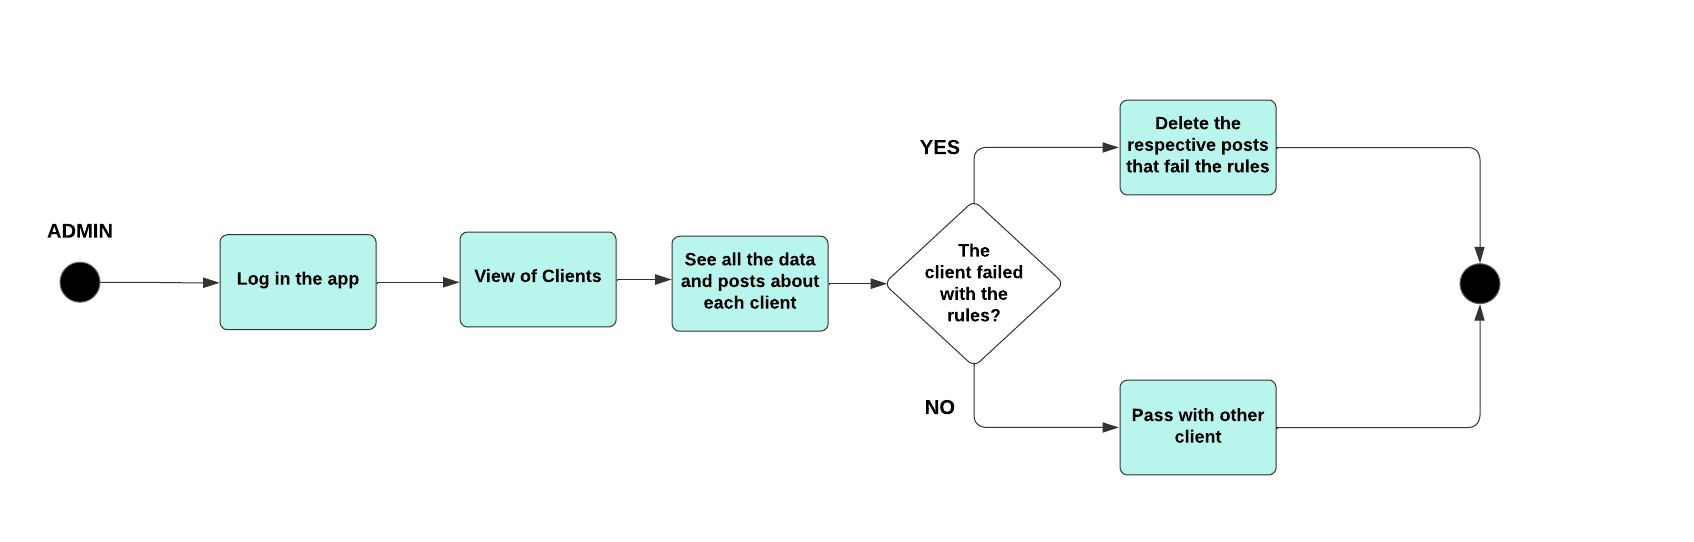 ADMIN
Log in the app
View of Clients
See all the data
and posts about
each client
The
client failed
with the
rules?
YES
Delete the
respective posts
that fail the rules
NO
Pass with other
client